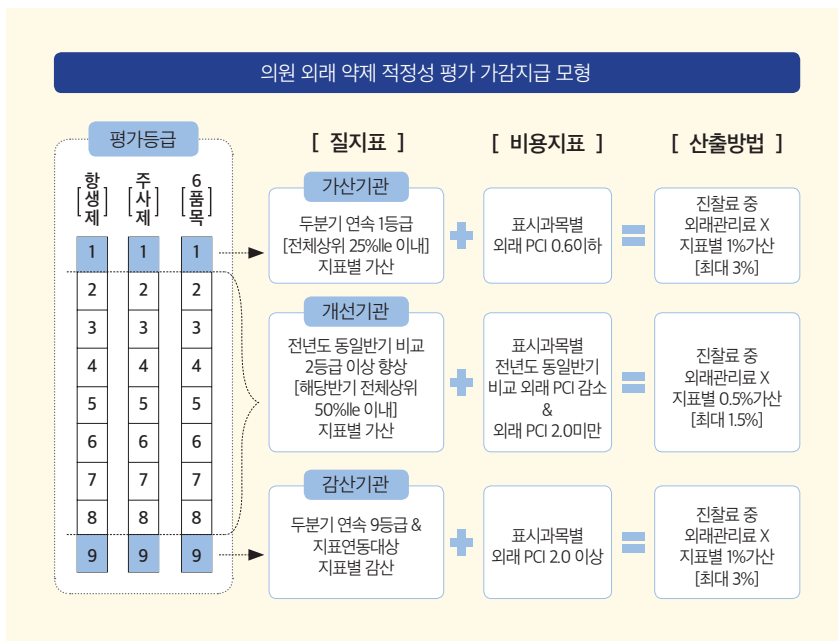 의원 외래 약제 적정성 평가 가감지급 모형
평가등급
[항생제] [주사제] [6품목]
1 1 1
2 2 2
3 3 3
4 4 4
5 5 5
6 6 6
7 7 7
8 8 8
9 9 9
[ 질지표 ] [ 비용지표 ] [ 산출방법 ]
가산기관
두분기 연속 1등급
[전체상위 25%lle 이내]
지표별 가산
+
표시과목별
외래 PCI 0.6이하
=
진찰료 중
외래관리료 X
지표별 1%가산
[최대 3%]
개선기관
전년도 동일반기 비교
2등급 이상 향상
[해당반기 전체상위
50%lle 이내]
지표별 가산
+
표시과목별
전년도 동일반기
비교 외래 PCI 감소
&
외래 PCI 2.0미만
=
진찰료 중
외래관리료 X
지표별 0.5%가산
[최대 1.5%]
감산기관
두분기 연속 9등급 &
지표연동대상
지표별 감산
+
표시과목별
외래 PCI 2.0 이상
=
진찰료 중
외래관리료 X
지표별 1%가산
[최대 3%]